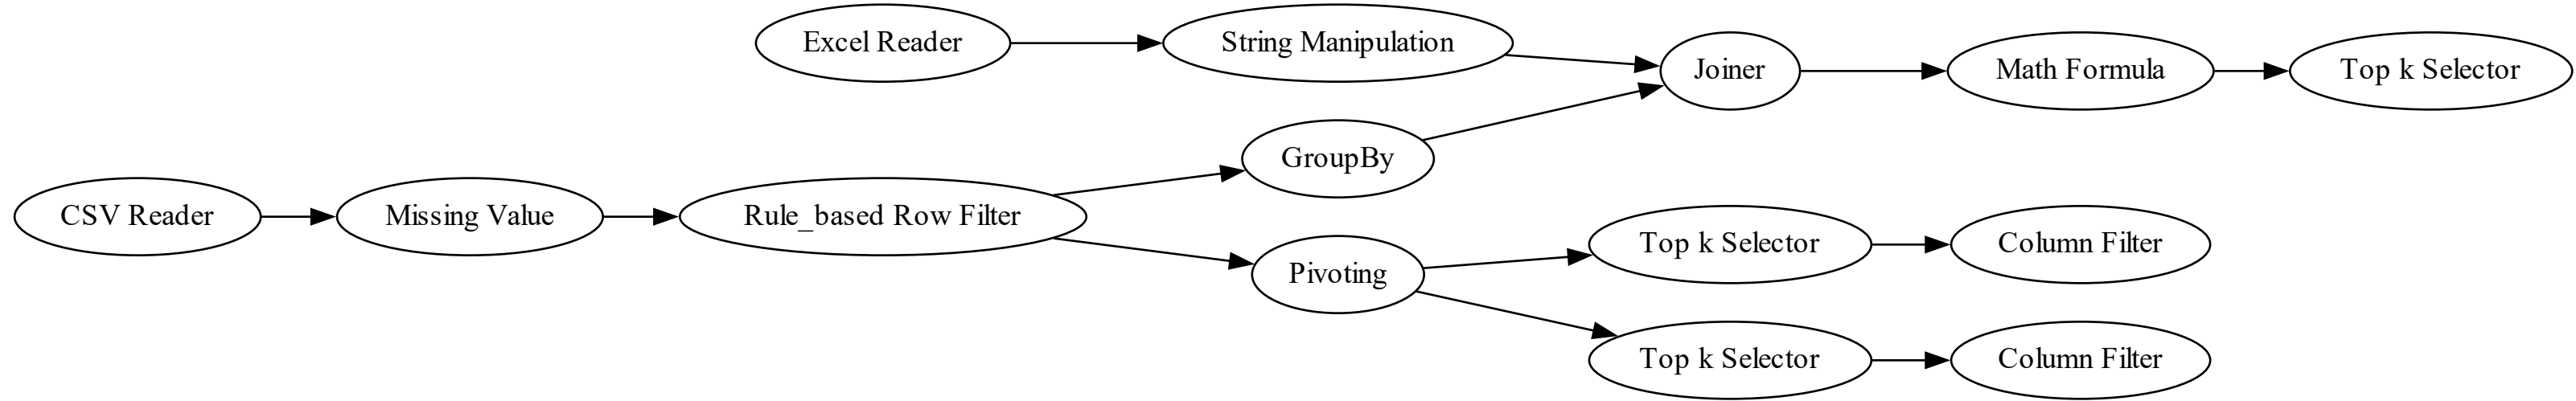 Excel Reader
String Manipulation
Joiner
Math Formula
Top k Selector
GroupBy
CSV Reader
Missing Value
Rule_based Row Filter
Pivoting
Top k Selector
Column Filter
Top k Selector
Column Filter